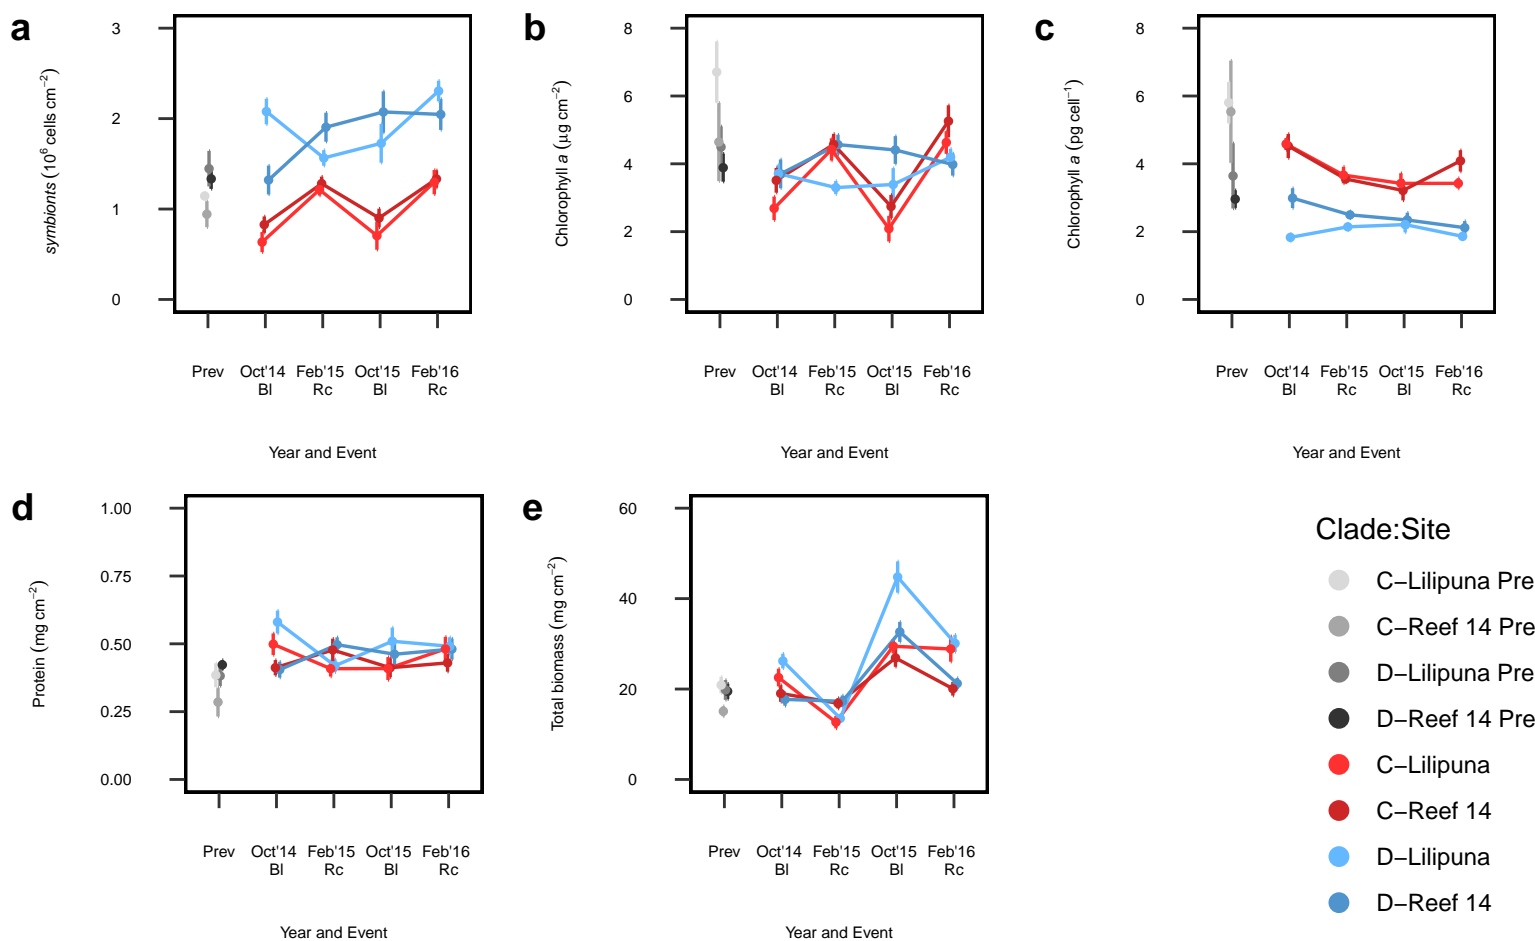 a
symbionts (10⁶ cells cm⁻²)
3
2
1
0
Prev Oct'14 Feb'15 Oct'15 Feb'16
Bl Rc Bl Rc
Year and Event
b
Chlorophyll a (µg cm⁻²)
8
6
4
2
0
Prev Oct'14 Feb'15 Oct'15 Feb'16
Bl Rc Bl Rc
Year and Event
c
Chlorophyll a (pg cell⁻¹)
8
6
4
2
0
Prev Oct'14 Feb'15 Oct'15 Feb'16
Bl Rc Bl Rc
Year and Event
d
Protein (mg cm⁻²)
1.00
0.75
0.50
0.25
0.00
Prev Oct'14 Feb'15 Oct'15 Feb'16
Bl Rc Bl Rc
Year and Event
e
Total biomass (mg cm⁻²)
60
40
20
0
Prev Oct'14 Feb'15 Oct'15 Feb'16
Bl Rc Bl Rc
Year and Event
Clade:Site
C−Lilipuna Pre
C−Reef 14 Pre
D−Lilipuna Pre
D−Reef 14 Pre
C−Lilipuna
C−Reef 14
D−Lilipuna
D−Reef 14